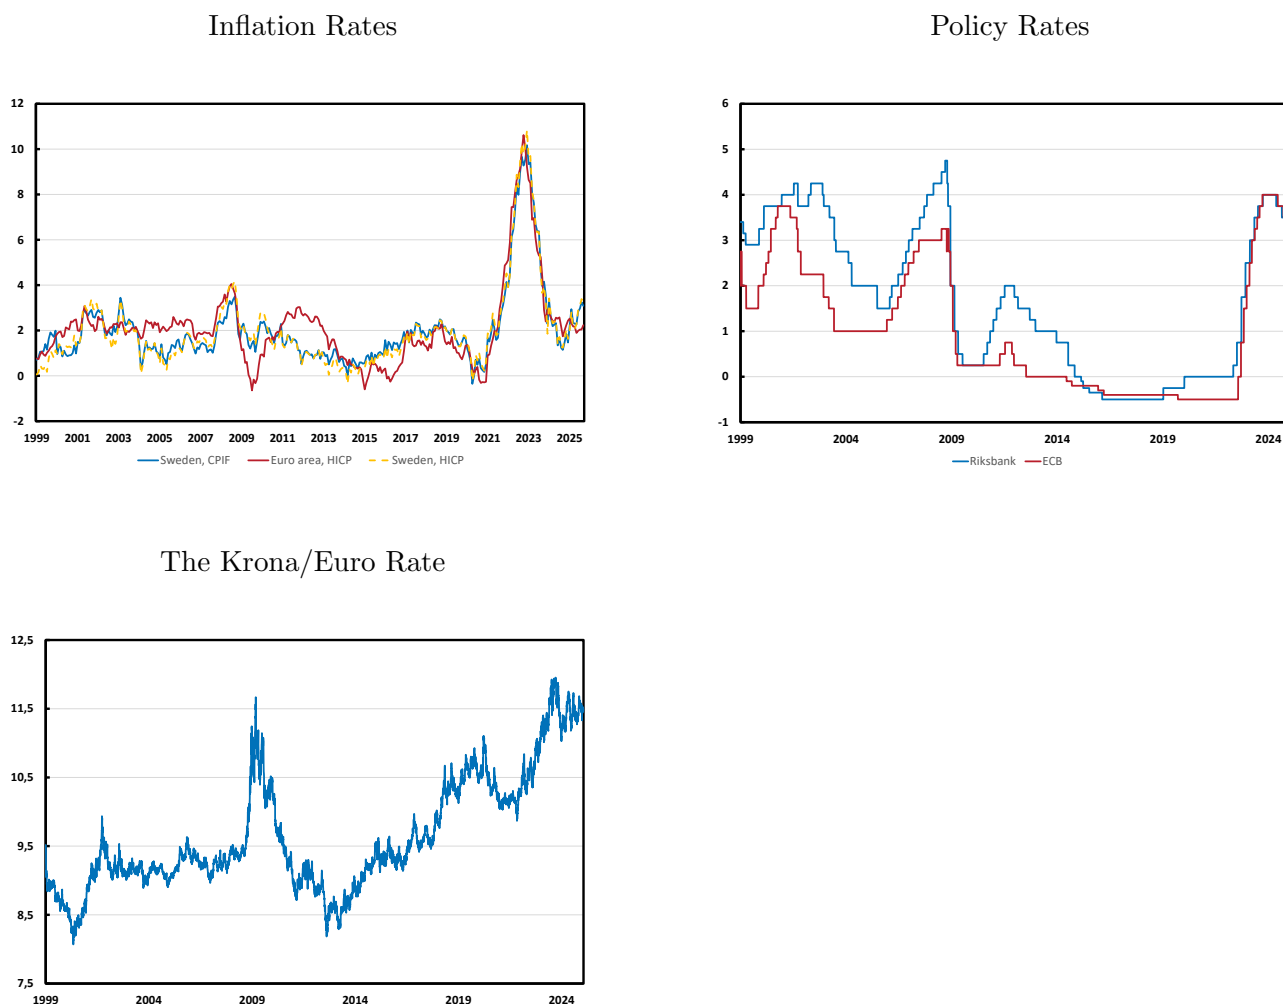 Inflation Rates
12
10
8
6
4
2
0
-2
1999 2001 2003 2005 2007 2009 2011 2013 2015 2017 2019 2021 2023 2025
Sweden, CPIF Euro area, HICP Sweden, HICP
Policy Rates
6
5
4
3
2
1
0
-1
1999 2004 2009 2014 2019 2024
Riksbank ECB
The Krona/Euro Rate
12,5
11,5
10,5
9,5
8,5
7,5
1999 2004 2009 2014 2019 2024